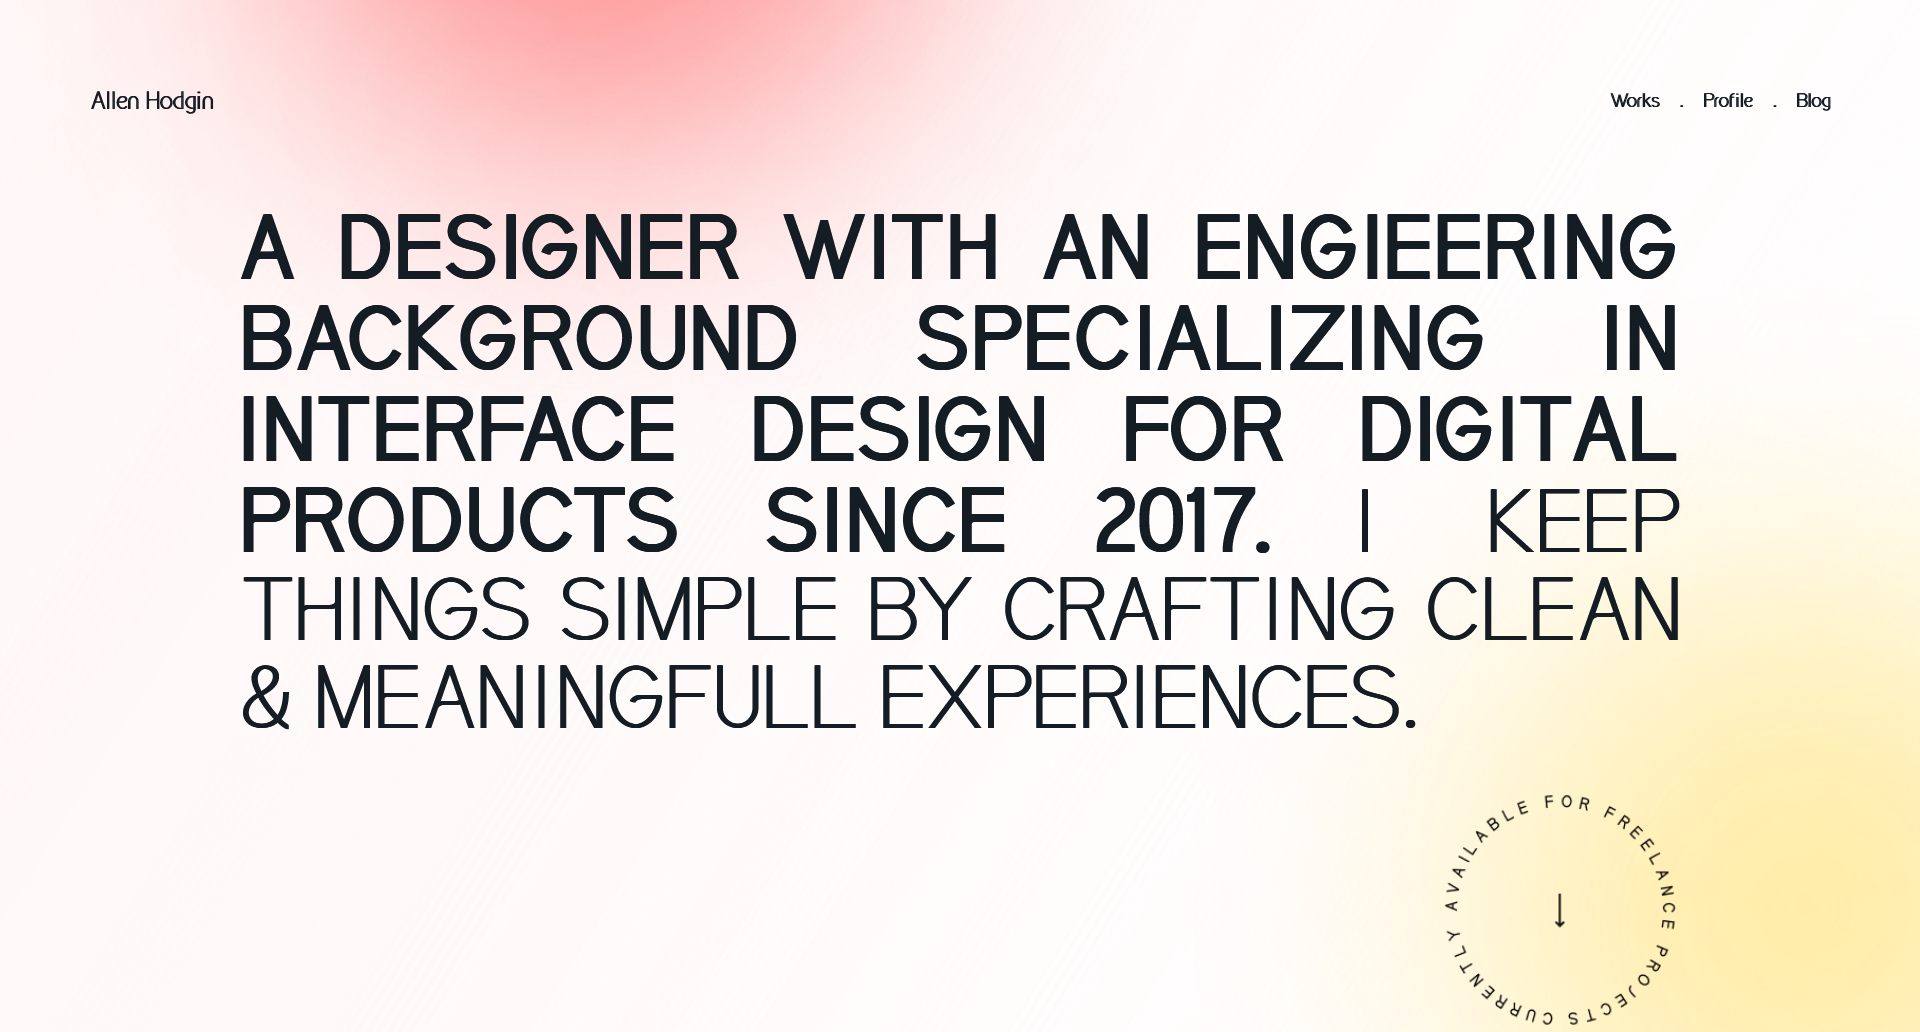 Allen Hodgin
Works . Profile . Blog
A DESIGNER WITH AN ENGIEERING
BACKGROUND SPECIALIZING IN
INTERFACE DESIGN FOR DIGITAL
PRODUCTS SINCE 2017. I KEEP
THINGS SIMPLE BY CRAFTING CLEAN
& MEANINGFULL EXPERIENCES.
CURRENTLY AVAILABLE FOR FREELANCE PROJECTS